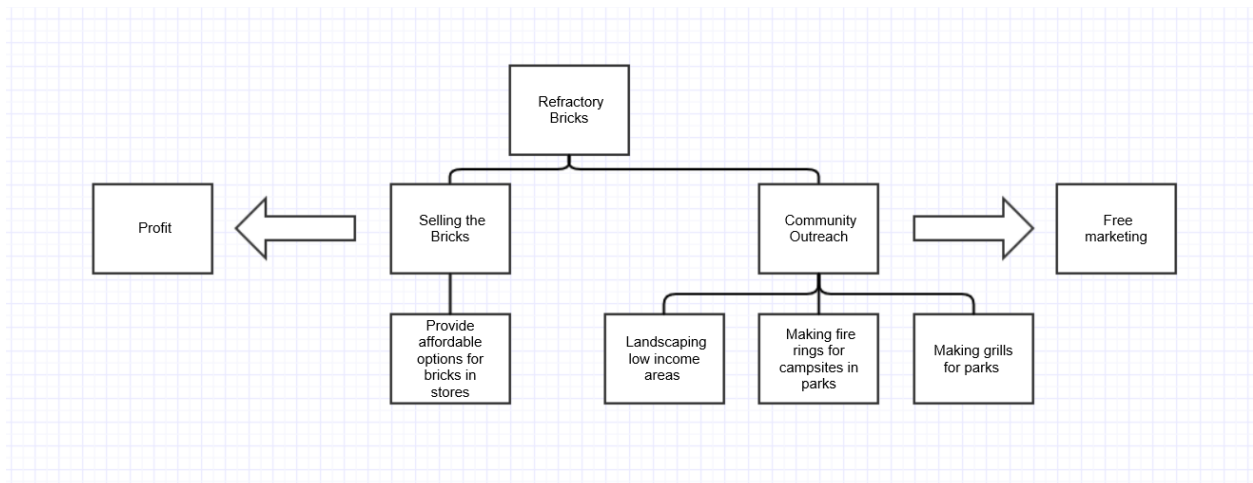 Refractory
Bricks
Profit
Selling the
Bricks
Community
Outreach
Free
marketing
Provide
affordable
options for
bricks in
stores
Landscaping
low income
areas
Making fire
rings for
campsites in
parks
Making grills
for parks